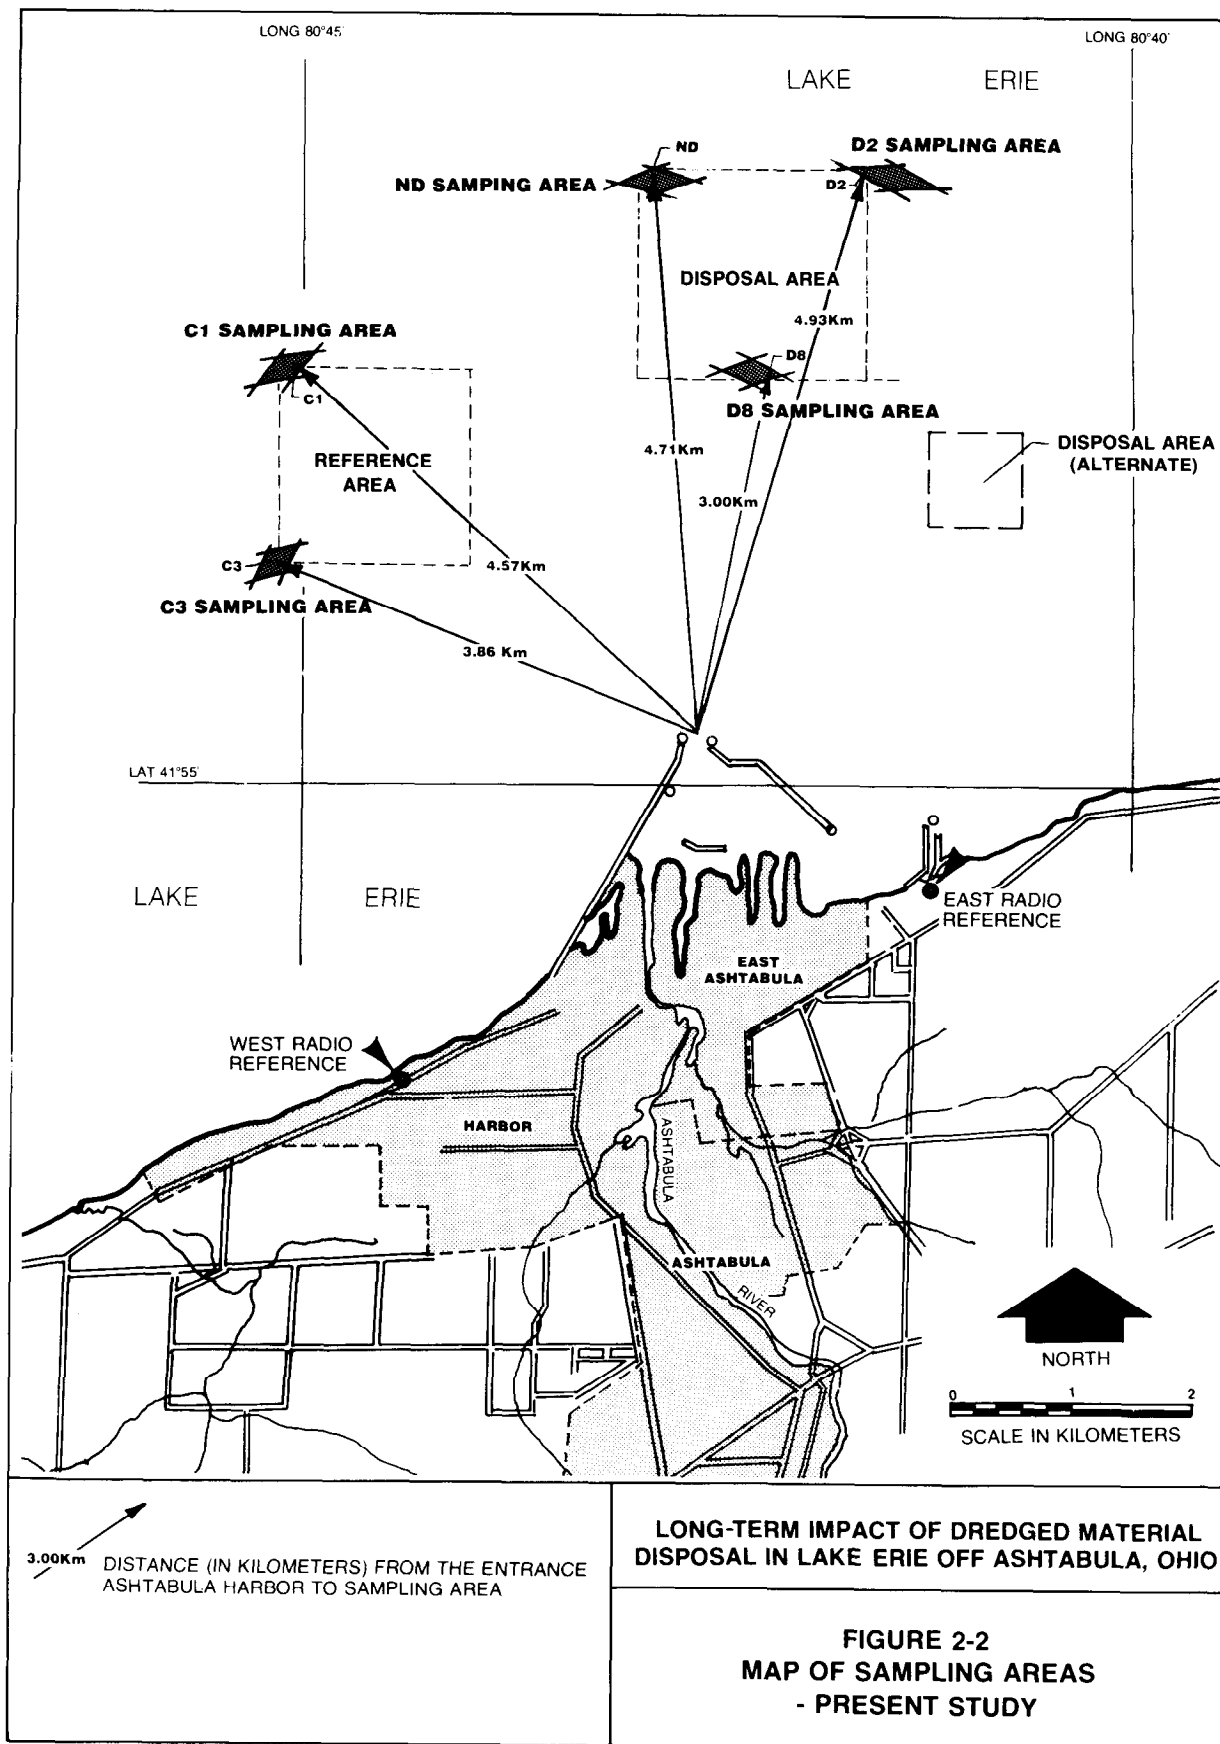 LONG 80°45'
LONG 80°40'
LAKE ERIE
ND
D2 SAMPLING AREA
ND SAMPING AREA
D2
DISPOSAL AREA
4.93Km
C1 SAMPLING AREA
D8
C1
D8 SAMPLING AREA
4.71Km
DISPOSAL AREA
(ALTERNATE)
REFERENCE
AREA
3.00Km
C3
4.57Km
C3 SAMPLING AREA
3.86 Km
LAT 41°55'
LAKE ERIE
EAST RADIO
REFERENCE
EAST
ASHTABULA
WEST RADIO
REFERENCE
HARBOR
ASHTABULA
ASHTABULA
RIVER
NORTH
0 1 2
SCALE IN KILOMETERS
3.00Km
DISTANCE (IN KILOMETERS) FROM THE ENTRANCE
ASHTABULA HARBOR TO SAMPLING AREA
LONG-TERM IMPACT OF DREDGED MATERIAL
DISPOSAL IN LAKE ERIE OFF ASHTABULA, OHIO
FIGURE 2-2
MAP OF SAMPLING AREAS
- PRESENT STUDY